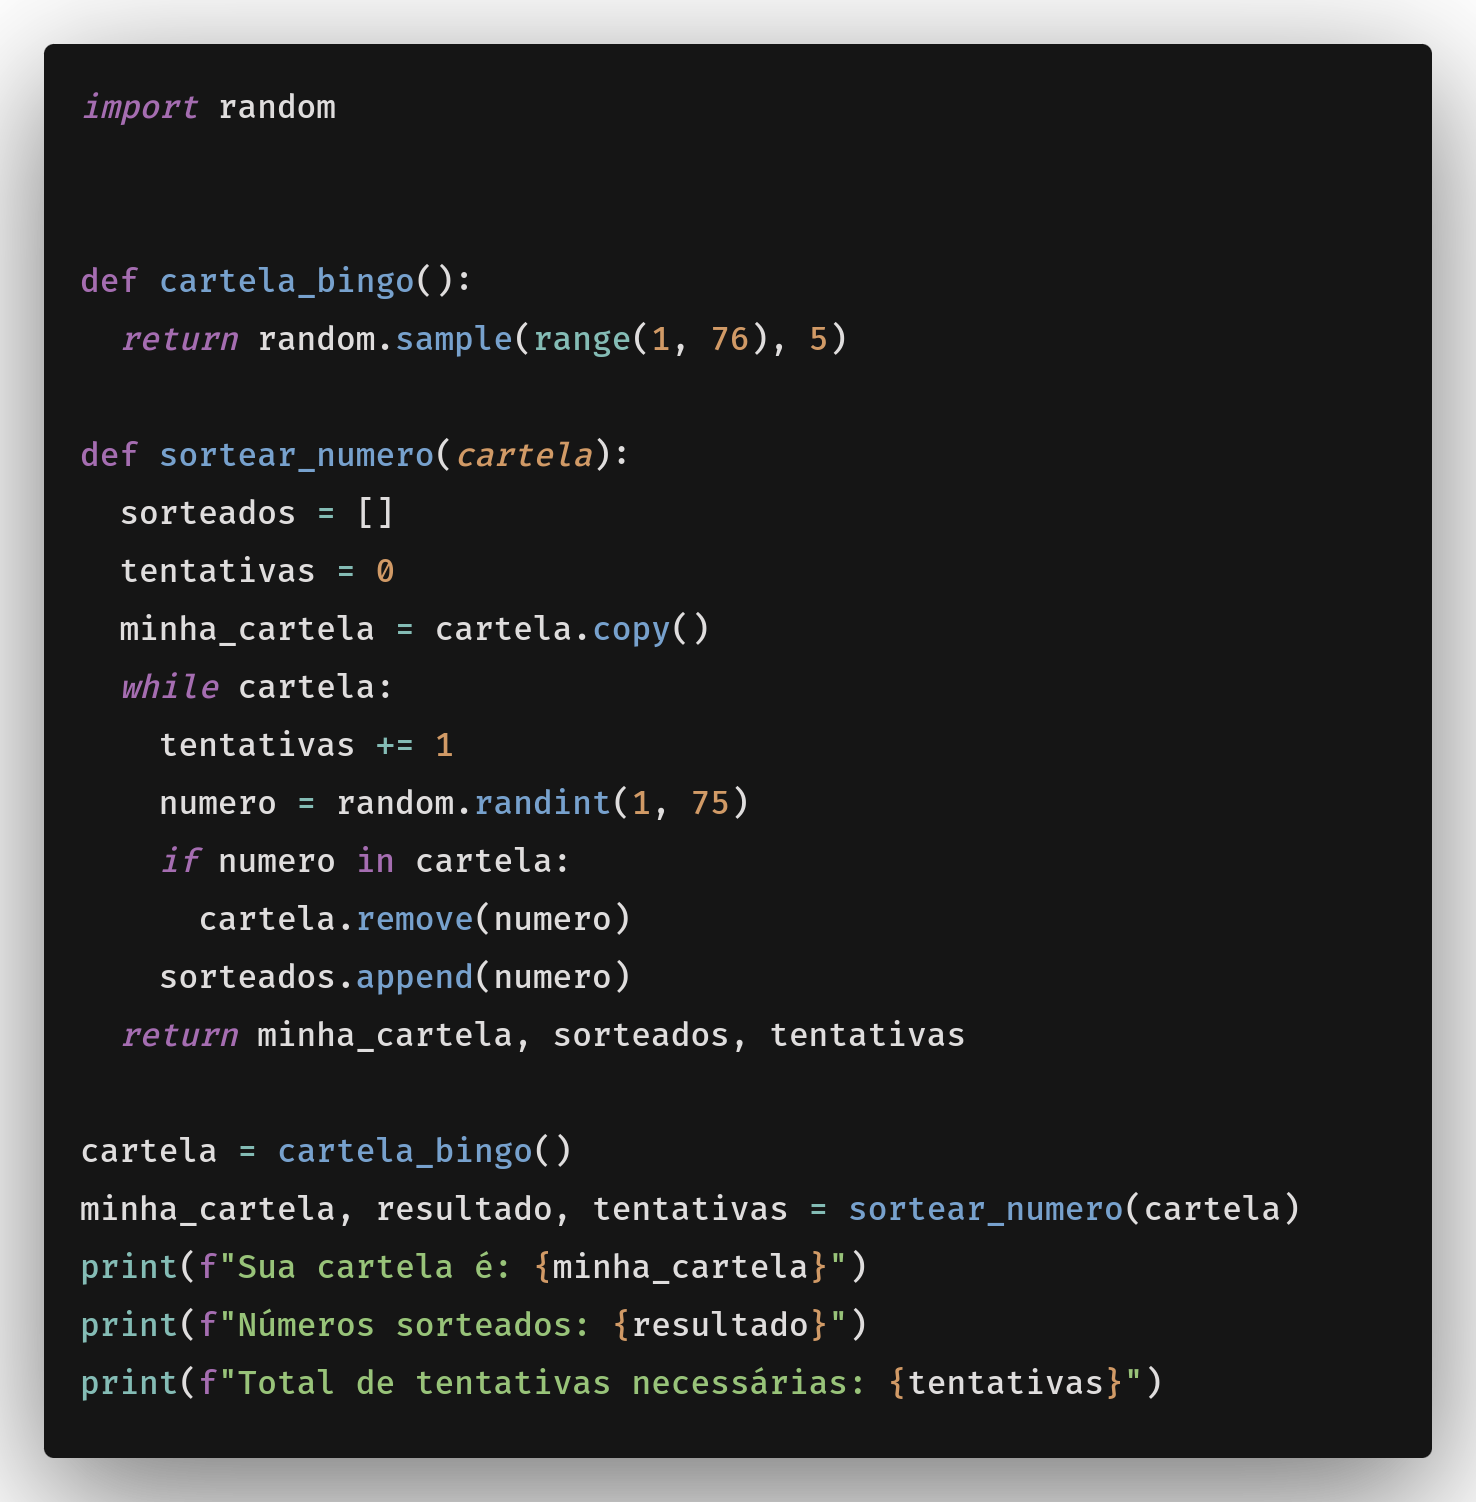 import random
def cartela_bingo():
  return random.sample(range(1, 76), 5)
def sortear_numero(cartela):
  sorteados = []
  tentativas = 0
  minha_cartela = cartela.copy()
  while cartela:
    tentativas += 1
    numero = random.randint(1, 75)
    if numero in cartela:
      cartela.remove(numero)
    sorteados.append(numero)
  return minha_cartela, sorteados, tentativas
cartela = cartela_bingo()
minha_cartela, resultado, tentativas = sortear_numero(cartela)
print(f"Sua cartela é: {minha_cartela}")
print(f"Números sorteados: {resultado}")
print(f"Total de tentativas necessárias: {tentativas}")